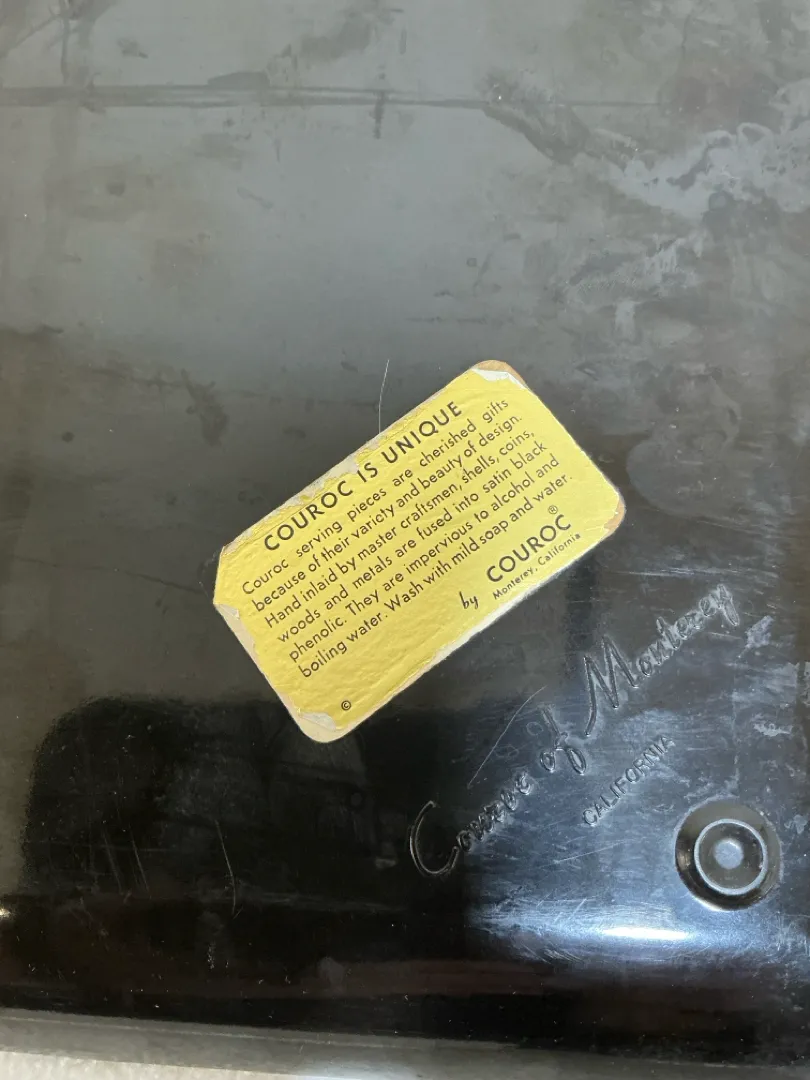 COUROC IS UNIQUE
Couroc serving pieces are cherished gifts
because of their variety and beauty of design.
Hand inlaid by master craftsmen, shells, coins,
woods and metals are fused into satin black
phenolic. They are impervious to alcohol and
boiling water. Wash with mild soap and water.
by COUROC ®
Monterey, California
©
Couroc of Monterey
CALIFORNIA